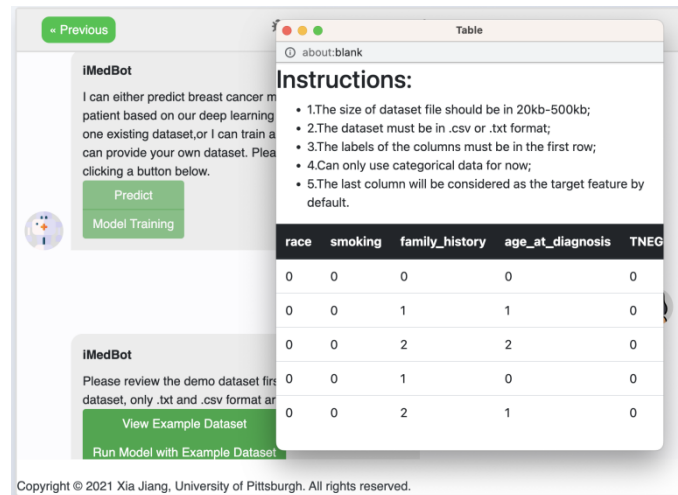 « Previous
iMedBot
I can either predict breast cancer m
patient based on our deep learning
one existing dataset,or I can train a
can provide your own dataset. Plea
clicking a button below.
Predict
Model Training
iMedBot
Please review the demo dataset firs
dataset, only .txt and .csv format ar
View Example Dataset
Run Model with Example Dataset
Table
about:blank
Instructions:
• 1.The size of dataset file should be in 20kb-500kb;
• 2.The dataset must be in .csv or .txt format;
• 3.The labels of the columns must be in the first row;
• 4.Can only use categorical data for now;
• 5.The last column will be considered as the target feature by
default.
race smoking family_history age_at_diagnosis TNEG
0 0 0 0 0
0 0 1 1 0
0 0 2 2 0
0 0 1 0 0
0 0 2 1 0
Copyright © 2021 Xia Jiang, University of Pittsburgh. All rights reserved.